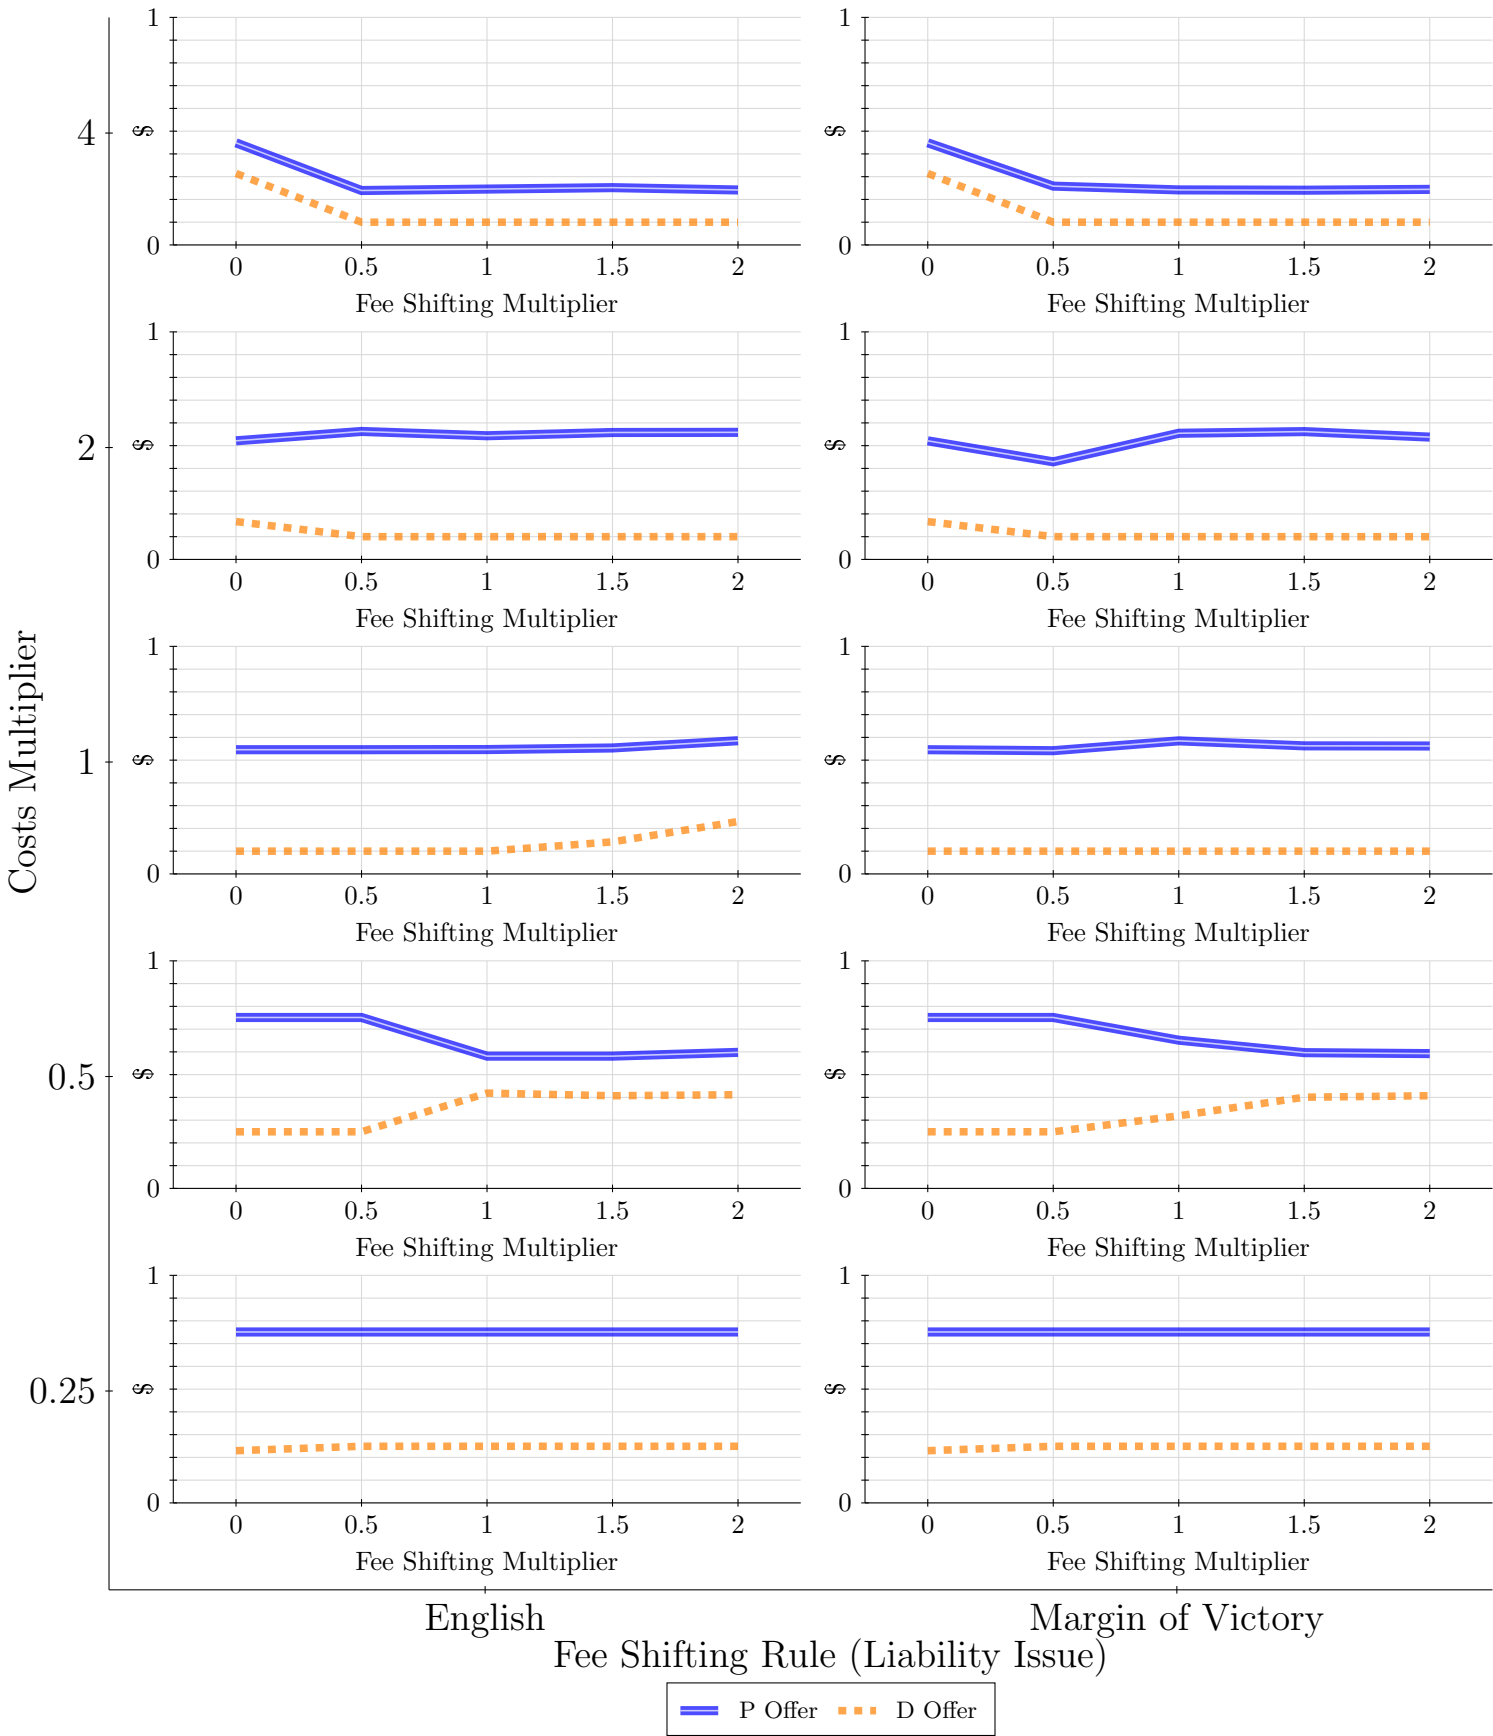 Costs Multiplier
4
1
$
0
0 0.5 1 1.5 2
Fee Shifting Multiplier
1
$
0
0 0.5 1 1.5 2
Fee Shifting Multiplier
2
1
$
0
0 0.5 1 1.5 2
Fee Shifting Multiplier
1
$
0
0 0.5 1 1.5 2
Fee Shifting Multiplier
1
1
$
0
0 0.5 1 1.5 2
Fee Shifting Multiplier
1
$
0
0 0.5 1 1.5 2
Fee Shifting Multiplier
0.5
1
$
0
0 0.5 1 1.5 2
Fee Shifting Multiplier
1
$
0
0 0.5 1 1.5 2
Fee Shifting Multiplier
0.25
1
$
0
0 0.5 1 1.5 2
Fee Shifting Multiplier
1
$
0
0 0.5 1 1.5 2
Fee Shifting Multiplier
English
Margin of Victory
Fee Shifting Rule (Liability Issue)
P Offer
D Offer